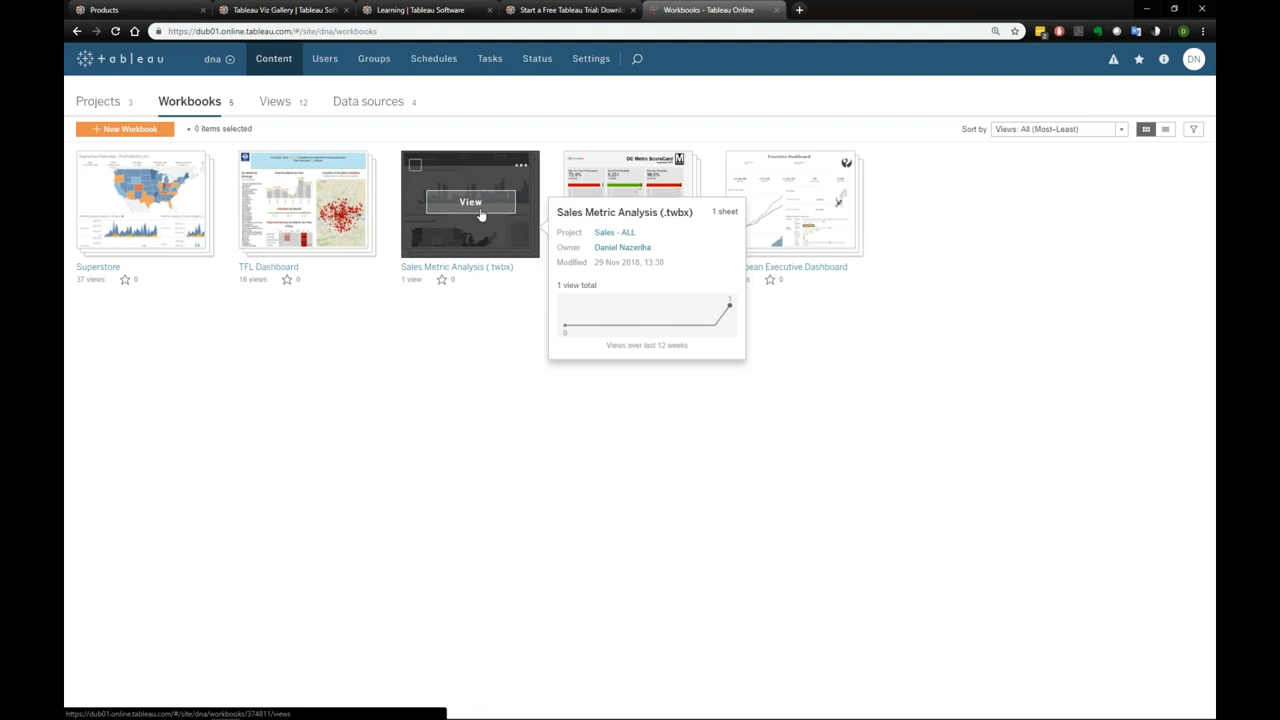 Products
Tableau Viz Gallery | Tableau Sof
Learning | Tableau Software
Start a Free Tableau Trial: Downlo
Workbooks - Tableau Online
https://dub01.online.tableau.com/#/site/dna/workbooks
D
+ a b l e a u
dna
Content
Users
Groups
Schedules
Tasks
Status
Settings
DN
Projects 3
Workbooks 5
Views 12
Data sources 4
+ New Workbook
0 items selected
Sort by
Views: All (Most–Least)
DC Metro ScoreCard
M
Executive Dashboard
View
Sales Metric Analysis (.twbx)
1 sheet
Project Sales - ALL
Owner Daniel Nazeriha
Modified 29 Nov 2018, 13:30
1 view total
1
0
Views over last 12 weeks
Superstore
37 views
0
TFL Dashboard
16 views
0
Sales Metric Analysis (.twbx)
1 view
0
pean Executive Dashboard
s
0
https://dub01.online.tableau.com/#/site/dna/workbooks/374811/views